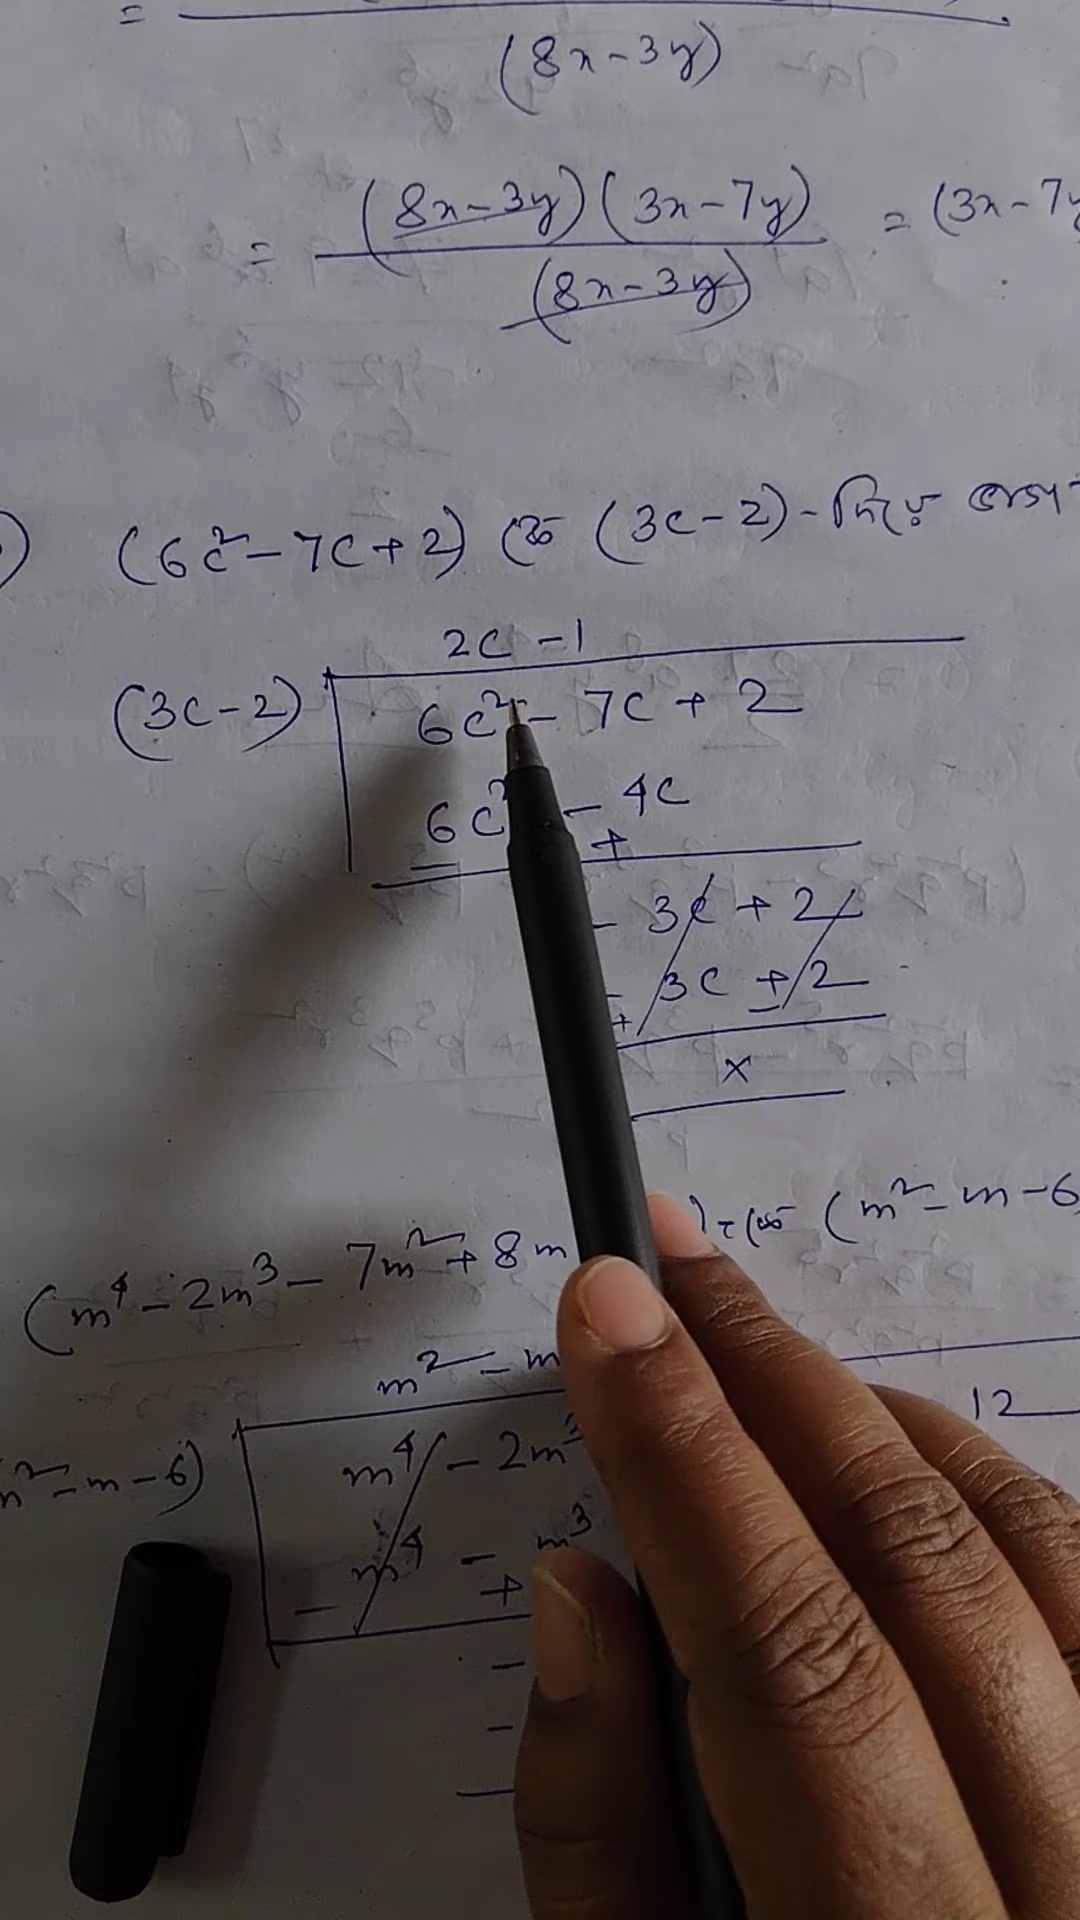 =
(8x-3y)
= (8x-3y)(3x-7y) = (3x-7y
(8x-3y)
) (6c²-7c+2) কে (3c-2)-দিয়ে
2c -1
(3c-2) 6c² - 7c + 2
6c² - 4c
- +
- 3c + 2
- 3c + 2
+ -
x
(m⁴-2m³-7m²+8m ) - কে (m²-m-6
m² - m
12
m²-m-6) m⁴ - 2m³
m⁴ - m³
- +
-
-